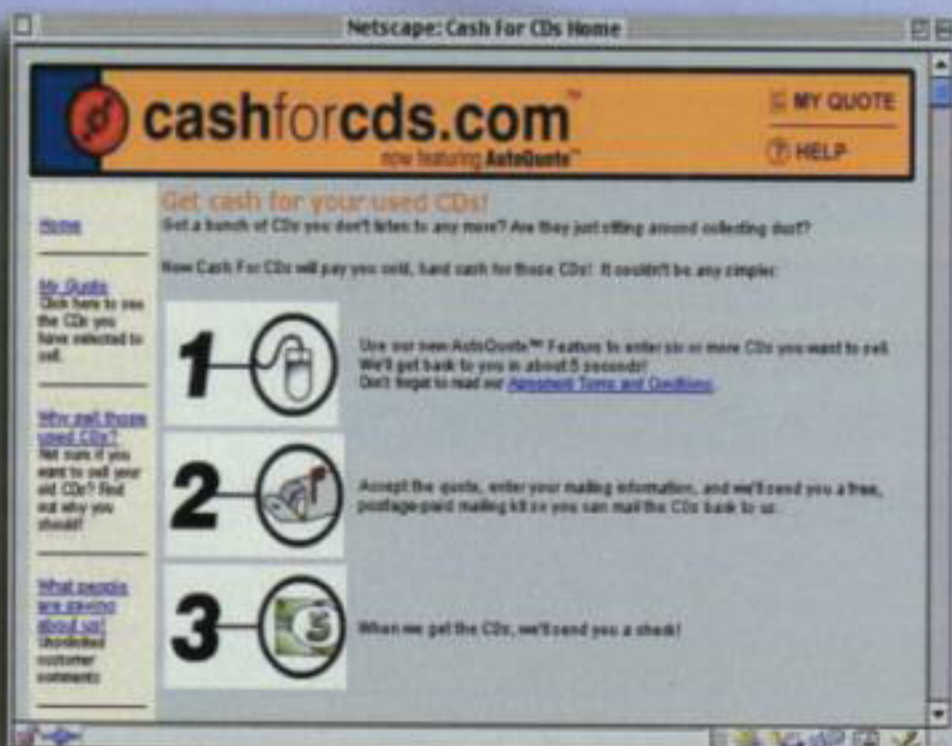 Netscape: Cash For CDs Home
cashforcds.com™
now featuring AutoQuote™
MY QUOTE
HELP
Home
My Quote
Click here to see
the CDs you
have selected to
sell.
Why sell those
used CDs?
Not sure if you
want to sell your
old CDs? Find
out why you
should!
What people
are saying
about us!
Unsolicited
customer
comments
Get cash for your used CDs!
Got a bunch of CDs you don't listen to any more? Are they just sitting around collecting dust?
Now Cash For CDs will pay you cold, hard cash for those CDs! It couldn't be any simpler:
1
Use our new AutoQuote™ Feature to enter six or more CDs you want to sell.
We'll get back to you in about 5 seconds!
Don't forget to read our Agreement Terms and Conditions.
2
Accept the quote, enter your mailing information, and we'll send you a free,
postage-paid mailing kit so you can mail the CDs back to us.
3
When we get the CDs, we'll send you a check!